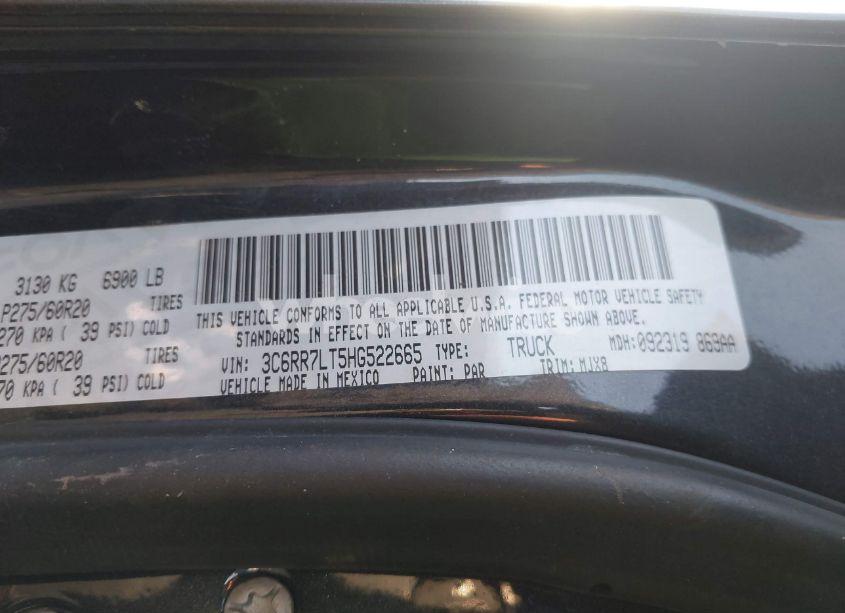 3130 KG 6900 LB
P275/60R20 TIRES
270 KPA ( 39 PSI) COLD
P275/60R20 TIRES
70 KPA ( 39 PSI) COLD
THIS VEHICLE CONFORMS TO ALL APPLICABLE U.S.A. FEDERAL MOTOR VEHICLE SAFETY
STANDARDS IN EFFECT ON THE DATE OF MANUFACTURE SHOWN ABOVE.
VIN: 3C6RR7LT5HG522665 TYPE: TRUCK MDH: 092319 869AA
VEHICLE MADE IN MEXICO PAINT: PAR TRIM: MJX8